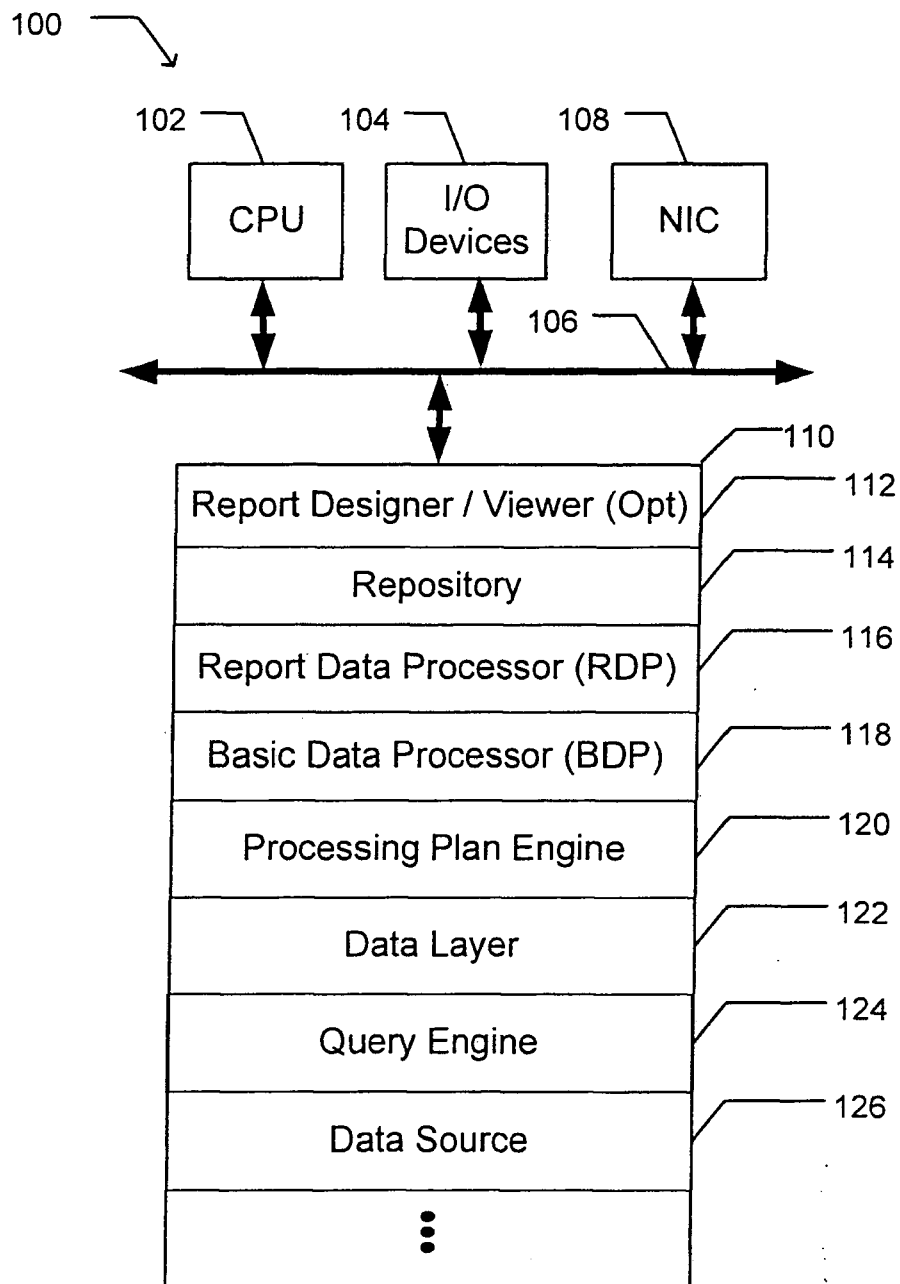 100
102
104
108
CPU
I/O
Devices
NIC
106
110
Report Designer / Viewer (Opt)
112
Repository
114
Report Data Processor (RDP)
116
Basic Data Processor (BDP)
118
Processing Plan Engine
120
Data Layer
122
Query Engine
124
Data Source
126